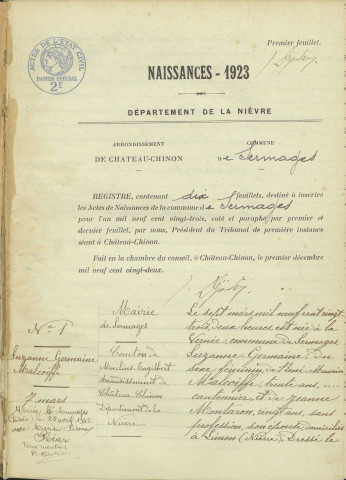 Premier feuillet.
ACTES DE L'ÉTAT CIVIL
PAPIER SPÉCIAL
2F
NAISSANCES - 1923
DÉPARTEMENT DE LA NIÈVRE
ARRONDISSEMENT
DE CHATEAU-CHINON
COMMUNE
de Sermages
REGISTRE, contenant dix feuillets, destiné à inscrire
les Actes de Naissances de la commune de Sermages
pour l'an mil neuf cent vingt-trois, coté et paraphé par premier et
dernier feuillet, par nous, Président du Tribunal de première instance
séant à Château-Chinon.
Fait en la chambre du conseil, à Château-Chinon, le premier décembre
mil neuf cent vingt-deux.
N° 1
Suzanne Germaine
Malcoiffe
7 mars
Mairie
de Sermages
Canton de
Moulins-Engilbert
Arrondissement de
Château-Chinon
Département de la
Nièvre
Le sept mars mil neuf cent vingt
trois, deux heures, est née à la
commune de Sermages,
Suzanne Germaine, du
sexe féminin, de
Malcoiffe, trente ans,
cantonnier et de Jeanne
Montaron, vingt ans, sans
profession, son épouse, domiciliés
à Limon (Nièvre). Dressé le